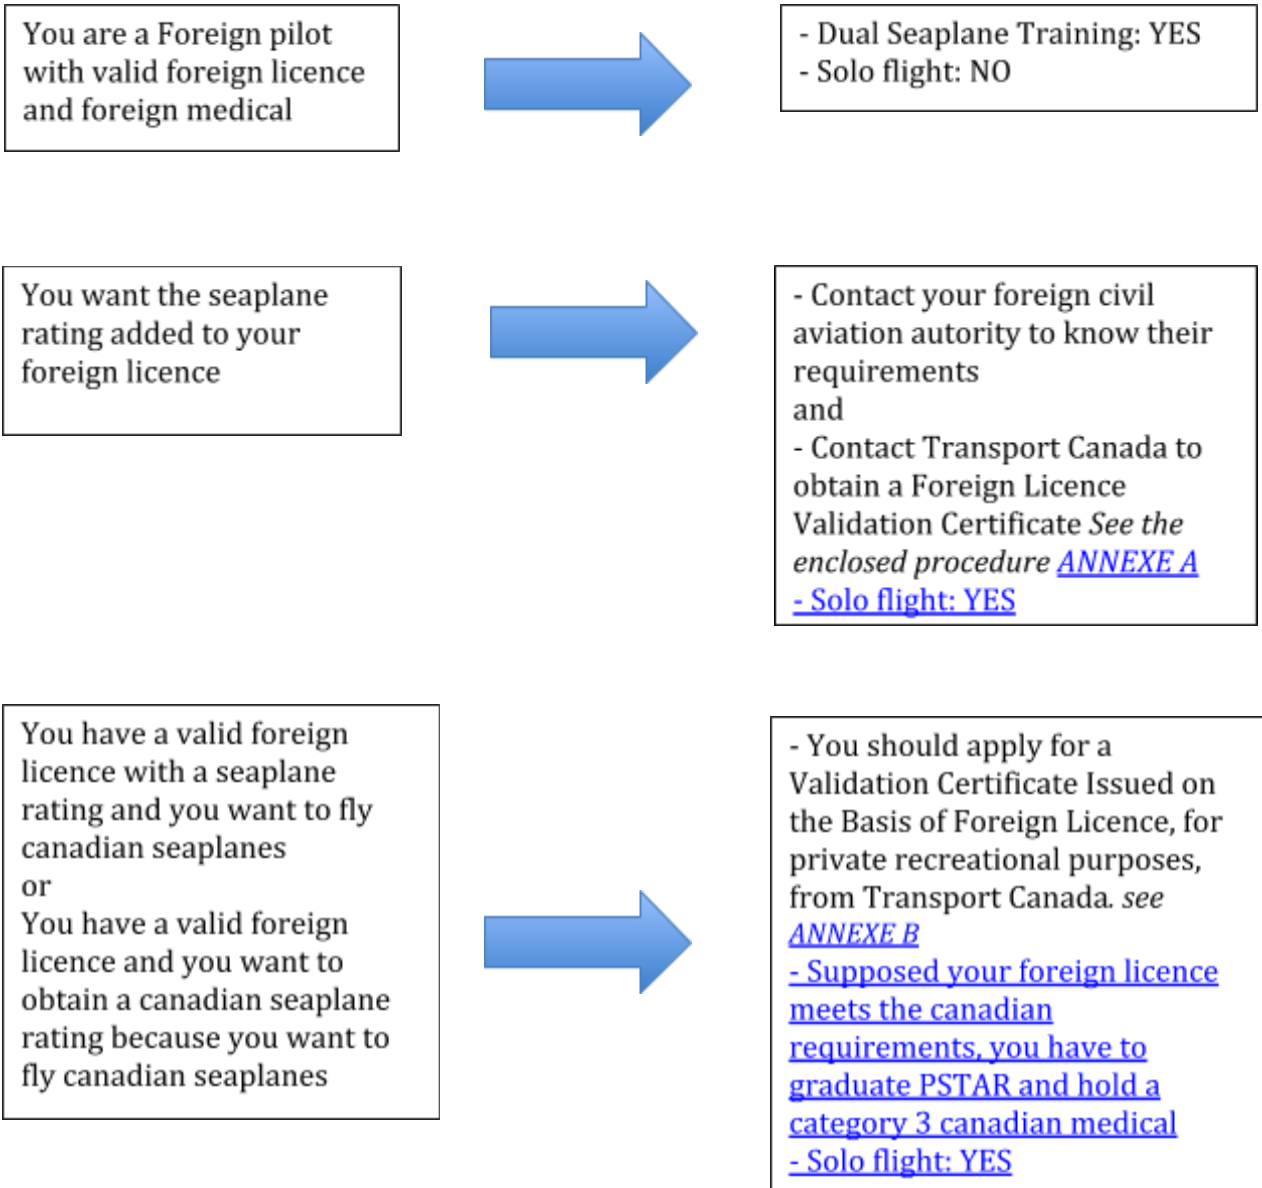 You are a Foreign pilot
with valid foreign licence
and foreign medical
- Dual Seaplane Training: YES
- Solo flight: NO
You want the seaplane
rating added to your
foreign licence
- Contact your foreign civil
aviation autority to know their
requirements
and
- Contact Transport Canada to
obtain a Foreign Licence
Validation Certificate See the
enclosed procedure ANNEXE A
- Solo flight: YES
You have a valid foreign
licence with a seaplane
rating and you want to fly
canadian seaplanes
or
You have a valid foreign
licence and you want to
obtain a canadian seaplane
rating because you want to
fly canadian seaplanes
- You should apply for a
Validation Certificate Issued on
the Basis of Foreign Licence, for
private recreational purposes,
from Transport Canada. see
ANNEXE B
- Supposed your foreign licence
meets the canadian
requirements, you have to
graduate PSTAR and hold a
category 3 canadian medical
- Solo flight: YES